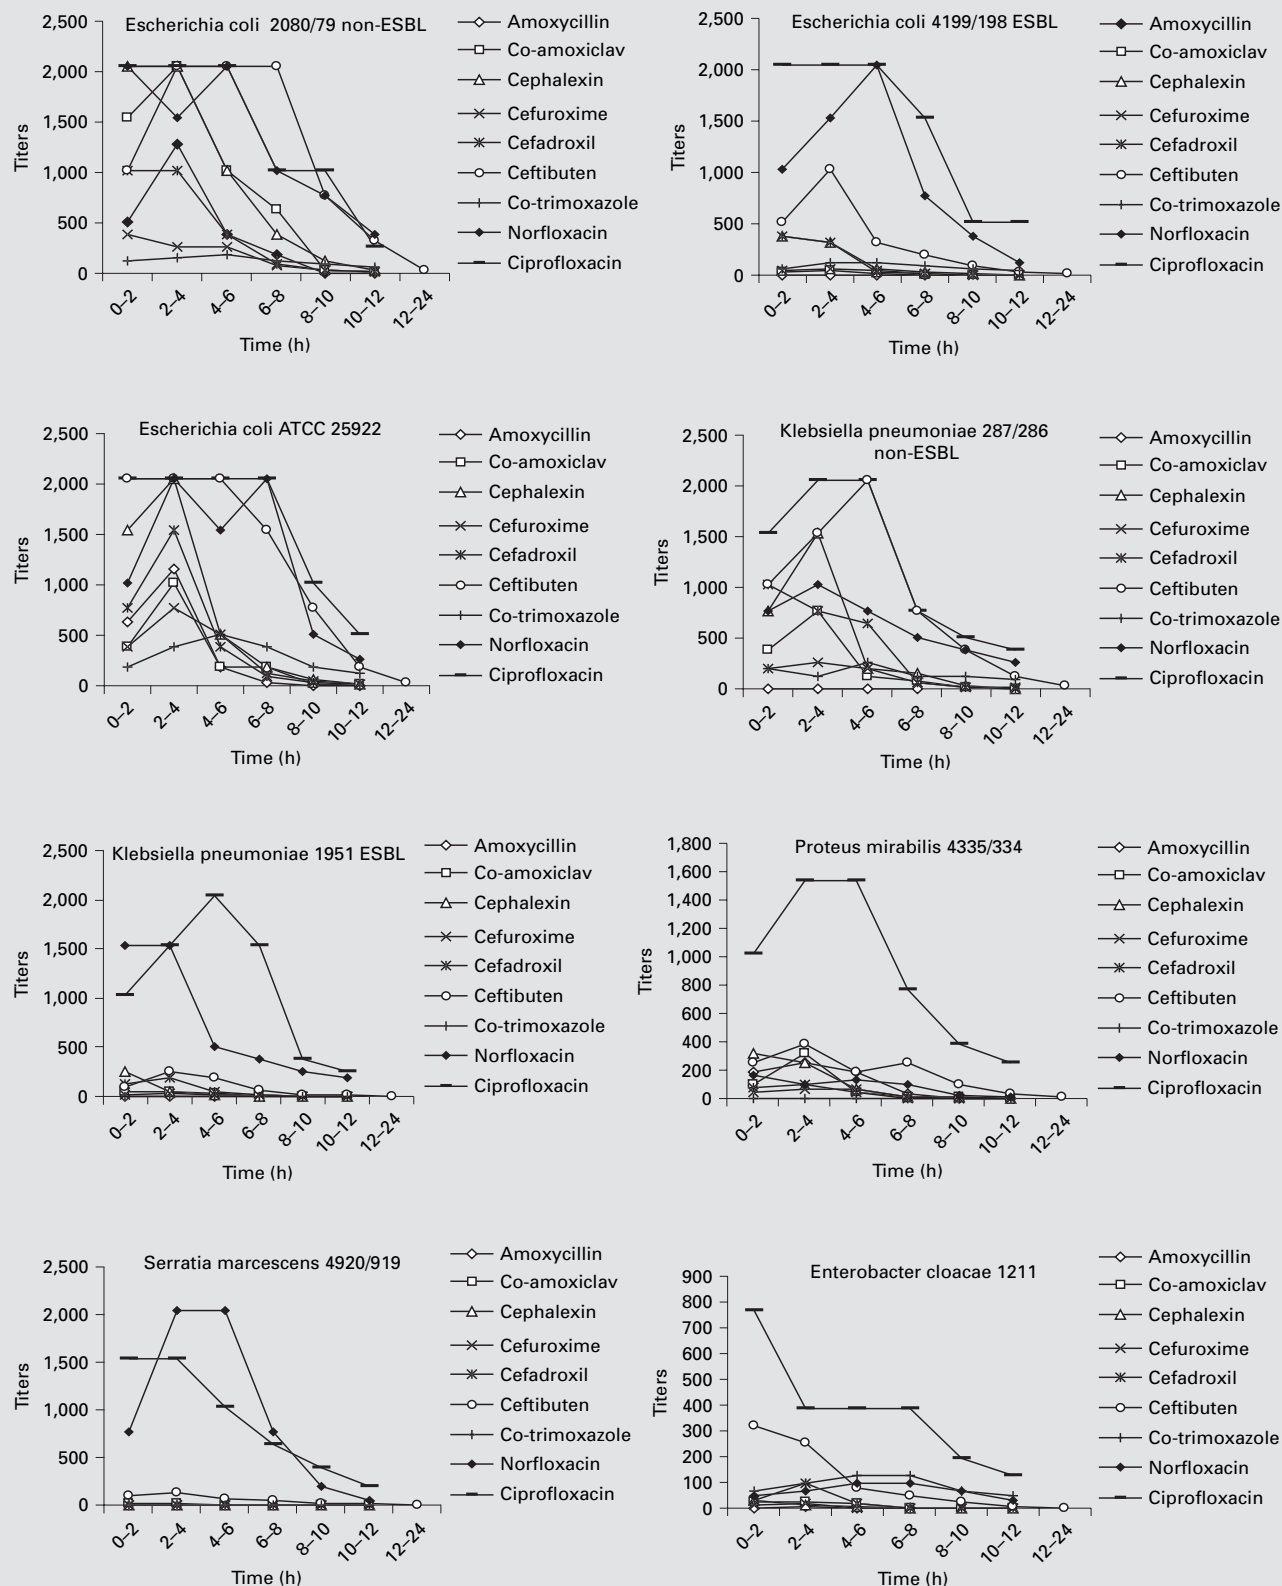 Escherichia coli 2080/79 non-ESBL
2,500
2,000
1,500
1,000
500
0
Titers
0–2
2–4
4–6
6–8
8–10
10–12
12–24
Time (h)
Amoxycillin
Co-amoxiclav
Cephalexin
Cefuroxime
Cefadroxil
Ceftibuten
Co-trimoxazole
Norfloxacin
Ciprofloxacin
Escherichia coli 4199/198 ESBL
2,500
2,000
1,500
1,000
500
0
Titers
0–2
2–4
4–6
6–8
8–10
10–12
12–24
Time (h)
Amoxycillin
Co-amoxiclav
Cephalexin
Cefuroxime
Cefadroxil
Ceftibuten
Co-trimoxazole
Norfloxacin
Ciprofloxacin
Escherichia coli ATCC 25922
2,500
2,000
1,500
1,000
500
0
Titers
0–2
2–4
4–6
6–8
8–10
10–12
12–24
Time (h)
Amoxycillin
Co-amoxiclav
Cephalexin
Cefuroxime
Cefadroxil
Ceftibuten
Co-trimoxazole
Norfloxacin
Ciprofloxacin
Klebsiella pneumoniae 287/286
non-ESBL
2,500
2,000
1,500
1,000
500
0
Titers
0–2
2–4
4–6
6–8
8–10
10–12
12–24
Time (h)
Amoxycillin
Co-amoxiclav
Cephalexin
Cefuroxime
Cefadroxil
Ceftibuten
Co-trimoxazole
Norfloxacin
Ciprofloxacin
Klebsiella pneumoniae 1951 ESBL
2,500
2,000
1,500
1,000
500
0
Titers
0–2
2–4
4–6
6–8
8–10
10–12
12–24
Time (h)
Amoxycillin
Co-amoxiclav
Cephalexin
Cefuroxime
Cefadroxil
Ceftibuten
Co-trimoxazole
Norfloxacin
Ciprofloxacin
Proteus mirabilis 4335/334
1,800
1,600
1,400
1,200
1,000
800
600
400
200
0
Titers
0–2
2–4
4–6
6–8
8–10
10–12
12–24
Time (h)
Amoxycillin
Co-amoxiclav
Cephalexin
Cefuroxime
Cefadroxil
Ceftibuten
Co-trimoxazole
Norfloxacin
Ciprofloxacin
Serratia marcescens 4920/919
2,500
2,000
1,500
1,000
500
0
Titers
0–2
2–4
4–6
6–8
8–10
10–12
12–24
Time (h)
Amoxycillin
Co-amoxiclav
Cephalexin
Cefuroxime
Cefadroxil
Ceftibuten
Co-trimoxazole
Norfloxacin
Ciprofloxacin
Enterobacter cloacae 1211
900
800
700
600
500
400
300
200
100
0
Titers
0–2
2–4
4–6
6–8
8–10
10–12
12–24
Time (h)
Amoxycillin
Co-amoxiclav
Cephalexin
Cefuroxime
Cefadroxil
Ceftibuten
Co-trimoxazole
Norfloxacin
Ciprofloxacin